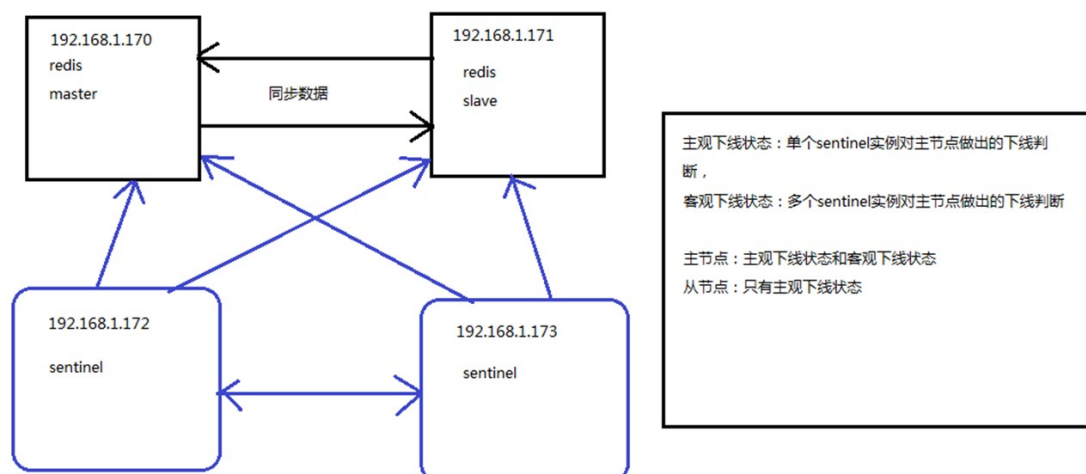 192.168.1.170
redis
master
同步数据
192.168.1.171
redis
slave
主观下线状态：单个sentinel实例对主节点做出的下线判
断，
客观下线状态：多个sentinel实例对主节点做出的下线判断
主节点：主观下线状态和客观下线状态
从节点：只有主观下线状态
192.168.1.172
sentinel
192.168.1.173
sentinel